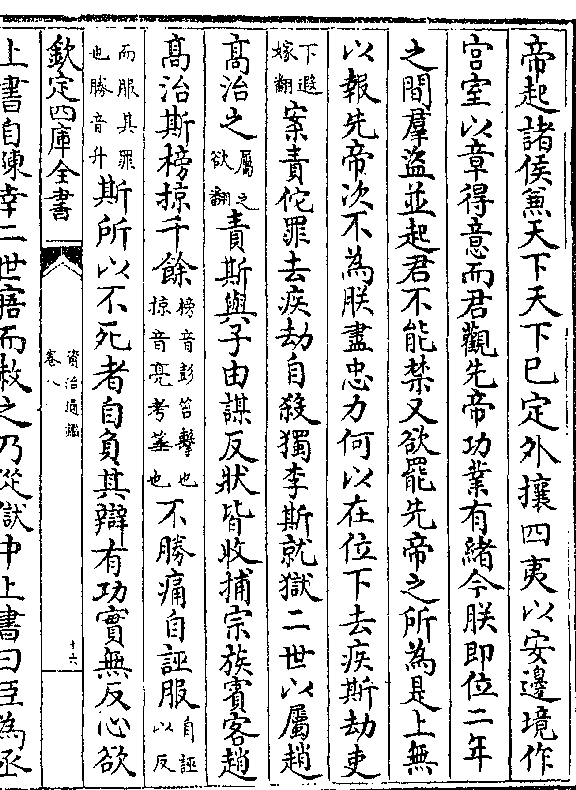 帝起諸侯兼天下天下已定外攘四夷以安邊境作
宫室以章得意而君觀先帝功業有緒今朕即位二年
之間羣盜並起君不能禁又欲罷先帝之所為是上無
以報先帝次不為朕盡忠力何以在位下去疾斯劫吏
下遐
嫁翻
案責佗罪去疾劫自殺獨李斯就獄二世以屬趙
高治之
屬之
欲翻
責斯與子由謀反狀皆收捕宗族賓客趙
高治斯榜掠千餘
榜音彭笞擊也
掠音亮考箠也
不勝痛自誣服
自誣
以反
而服其罪
也勝音升
斯所以不死者自負其辯有功實無反心欲
欽定四庫全書
資治通鑑
卷八
十六
上書自陳幸二世寤而赦之乃從獄中上書曰臣為丞